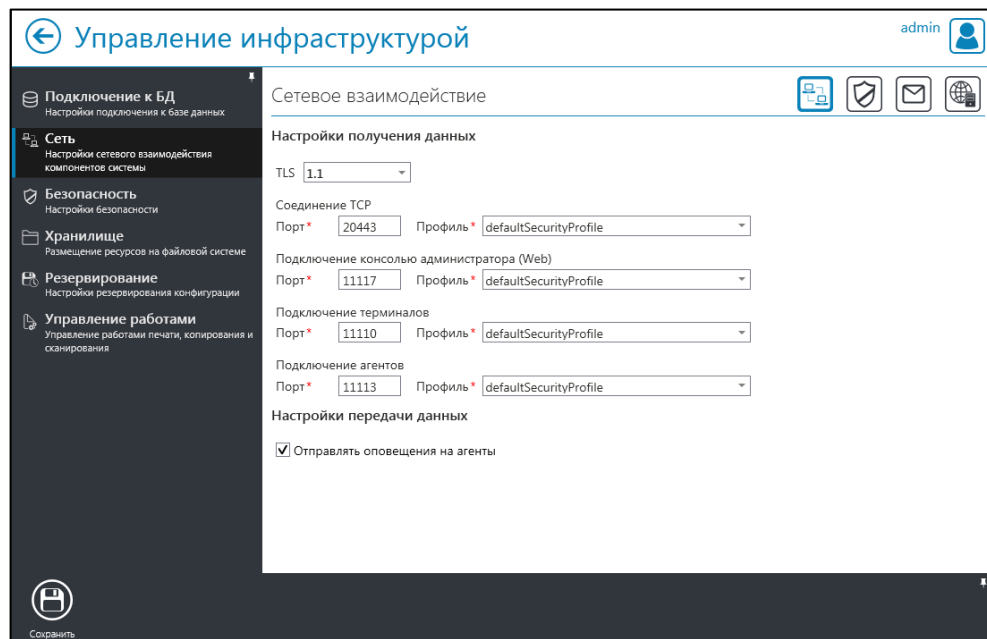 Управление инфраструктурой
admin
Подключение к БД
Настройки подключения к базе данных
Сеть
Настройки сетевого взаимодействия
компонентов системы
Безопасность
Настройки безопасности
Хранилище
Размещение ресурсов на файловой системе
Резервирование
Настройки резервирования конфигурации
Управление работами
Управление работами печати, копирования и
сканирования
Сетевое взаимодействие
Настройки получения данных
TLS 1.1
Соединение TCP
Порт* 20443 Профиль* defaultSecurityProfile
Подключение консолью администратора (Web)
Порт* 11117 Профиль* defaultSecurityProfile
Подключение терминалов
Порт* 11110 Профиль* defaultSecurityProfile
Подключение агентов
Порт* 11113 Профиль* defaultSecurityProfile
Настройки передачи данных
Отправлять оповещения на агенты
Сохранить